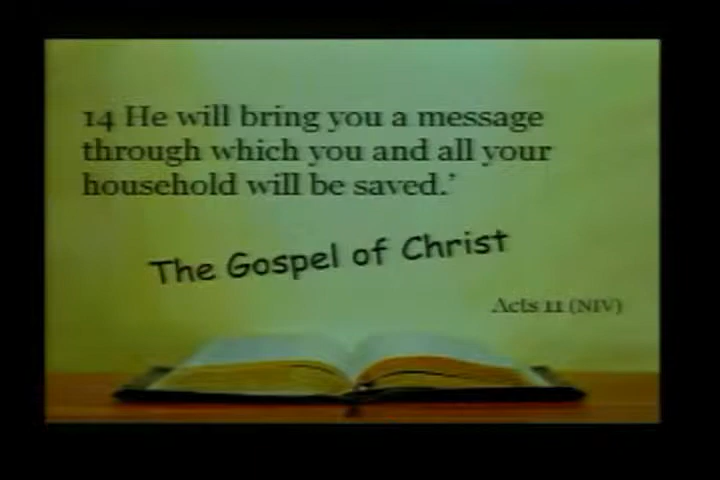 14 He will bring you a message
through which you and all your
household will be saved.’
The Gospel of Christ
Acts 11 (NIV)